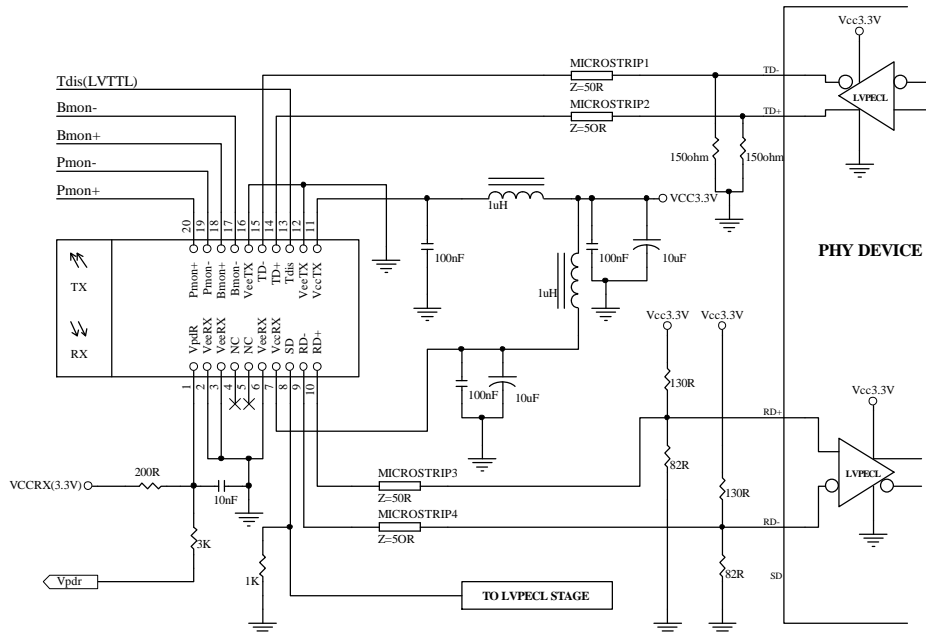 Vcc3.3V
MICROSTRIP1
Z=50R
TD-
LVPECL
Tdis(LVTTL)
Bmon-
MICROSTRIP2
Z=5OR
TD+
Bmon+
Pmon-
150ohm
150ohm
Pmon+
1uH
VCC3.3V
20
19
18
17
16
15
14
13
12
11
Pmon+
Pmon-
Bmon+
Bmon-
VeeTX
TD-
TD+
Tdis
VeeTX
VccTX
100nF
100nF
10uF
PHY DEVICE
TX
1uH
RX
VpdR
VeeRX
VeeRX
NC
NC
VeeRX
VccRX
SD
RD-
RD+
1
2
3
4
5
6
7
8
9
10
Vcc3.3V
Vcc3.3V
100nF
10uF
130R
Vcc3.3V
RD+
82R
LVPECL
200R
MICROSTRIP3
VCCRX(3.3V)
Z=50R
130R
10nF
MICROSTRIP4
Z=5OR
RD-
3K
Vpdr
1K
82R
SD
TO LVPECL STAGE